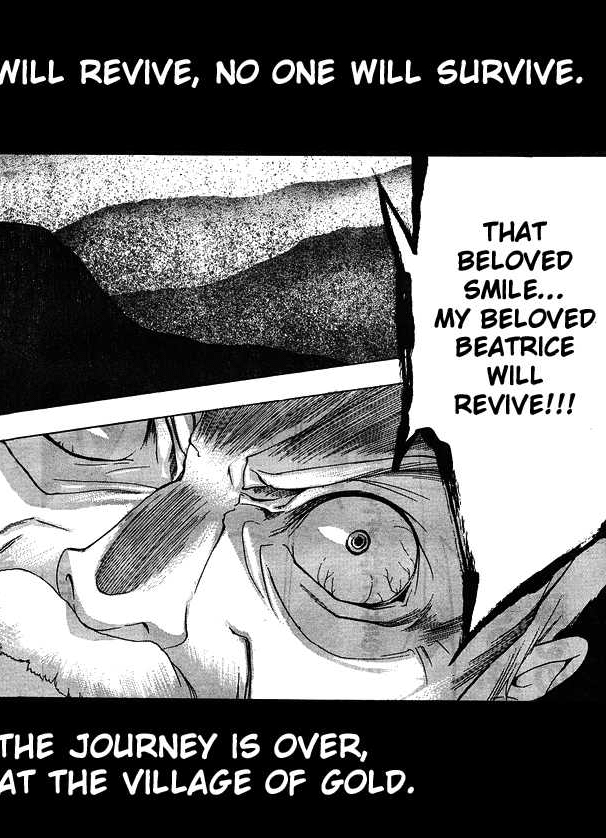 WILL REVIVE, NO ONE WILL SURVIVE.
THAT
BELOVED
SMILE...
MY BELOVED
BEATRICE
WILL
REVIVE!!!
THE JOURNEY IS OVER,
AT THE VILLAGE OF GOLD.